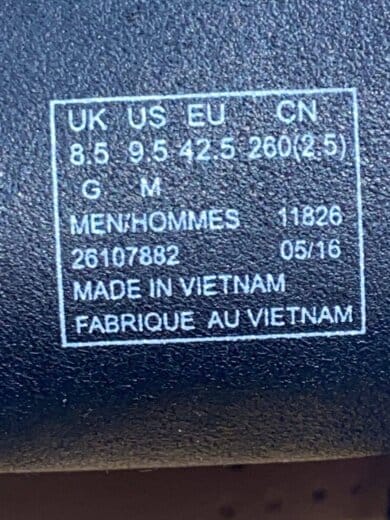 UK US EU CN
8.5 9.5 42.5 260(2.5)
G M
MEN/HOMMES 11826
26107882 05/16
MADE IN VIETNAM
FABRIQUE AU VIETNAM